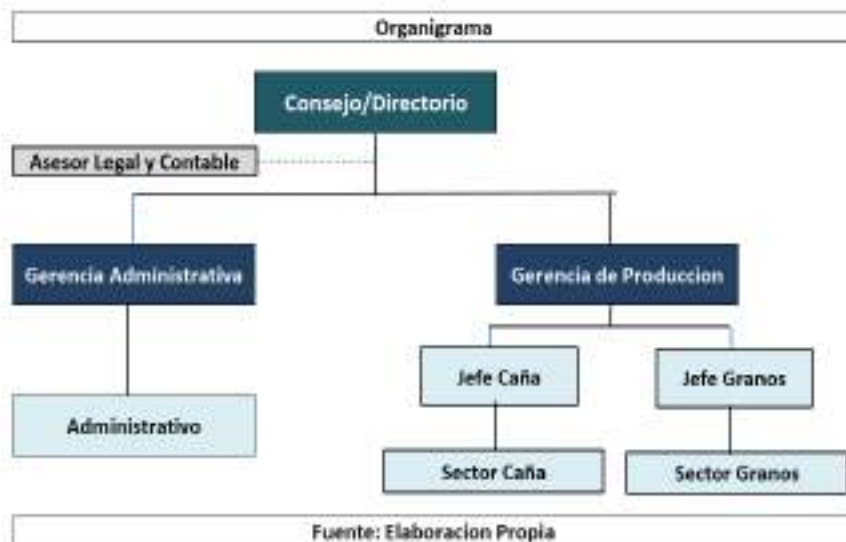 Organigrama
Consejo/Directorio
Asesor Legal y Contable
Gerencia Administrativa
Gerencia de Produccion
Jefe Caña
Jefe Granos
Administrativo
Sector Caña
Sector Granos
Fuente: Elaboracion Propia